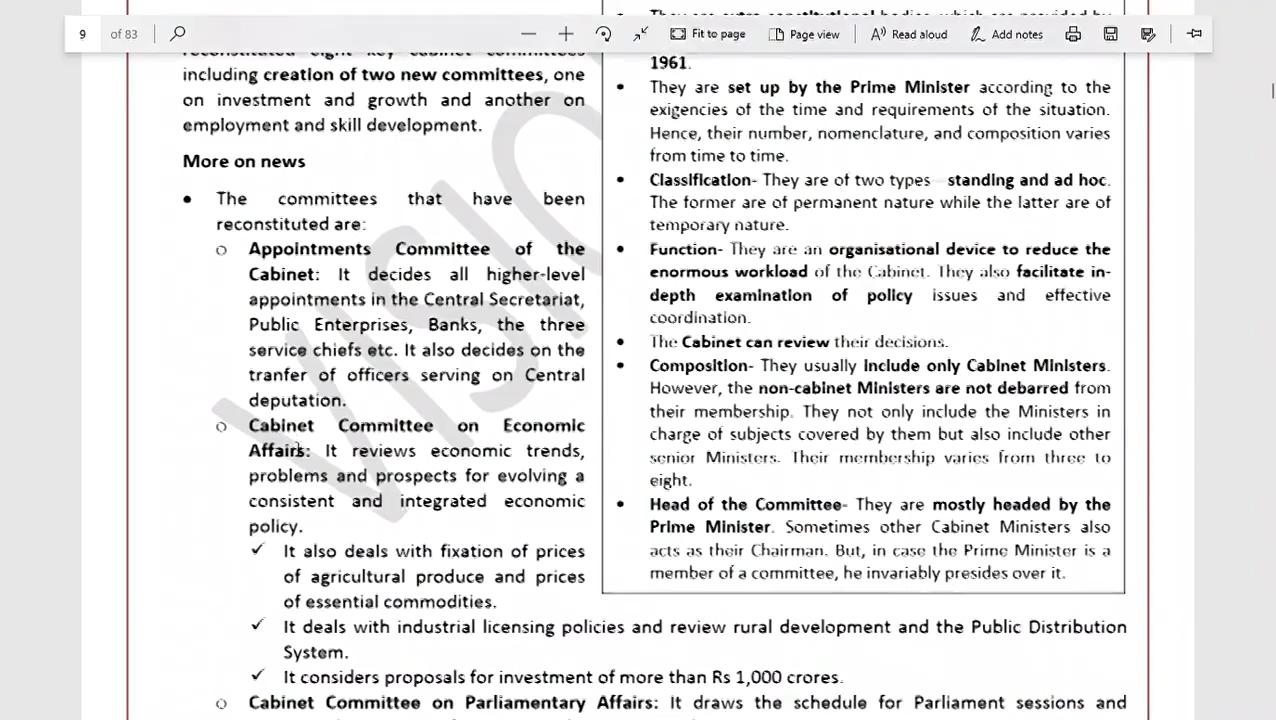 9 of 83
Fit to page
Page view
Read aloud
Add notes
including creation of two new committees, one
on investment and growth and another on
employment and skill development.
More on news
• The committees that have been
reconstituted are:
o Appointments Committee of the
Cabinet: It decides all higher-level
appointments in the Central Secretariat,
Public Enterprises, Banks, the three
service chiefs etc. It also decides on the
tranfer of officers serving on Central
deputation.
o Cabinet Committee on Economic
Affairs: It reviews economic trends,
problems and prospects for evolving a
consistent and integrated economic
policy.
✓ It also deals with fixation of prices
of agricultural produce and prices
of essential commodities.
✓ It deals with industrial licensing policies and review rural development and the Public Distribution
System.
✓ It considers proposals for investment of more than Rs 1,000 crores.
o Cabinet Committee on Parliamentary Affairs: It draws the schedule for Parliament sessions and
1961.
• They are set up by the Prime Minister according to the
exigencies of the time and requirements of the situation.
Hence, their number, nomenclature, and composition varies
from time to time.
• Classification- They are of two types standing and ad hoc.
The former are of permanent nature while the latter are of
temporary nature.
• Function- They are an organisational device to reduce the
enormous workload of the Cabinet. They also facilitate in-
depth examination of policy issues and effective
coordination.
• The Cabinet can review their decisions.
• Composition- They usually include only Cabinet Ministers.
However, the non-cabinet Ministers are not debarred from
their membership. They not only include the Ministers in
charge of subjects covered by them but also include other
senior Ministers. Their membership varies from three to
eight.
• Head of the Committee- They are mostly headed by the
Prime Minister. Sometimes other Cabinet Ministers also
acts as their Chairman. But, in case the Prime Minister is a
member of a committee, he invariably presides over it.